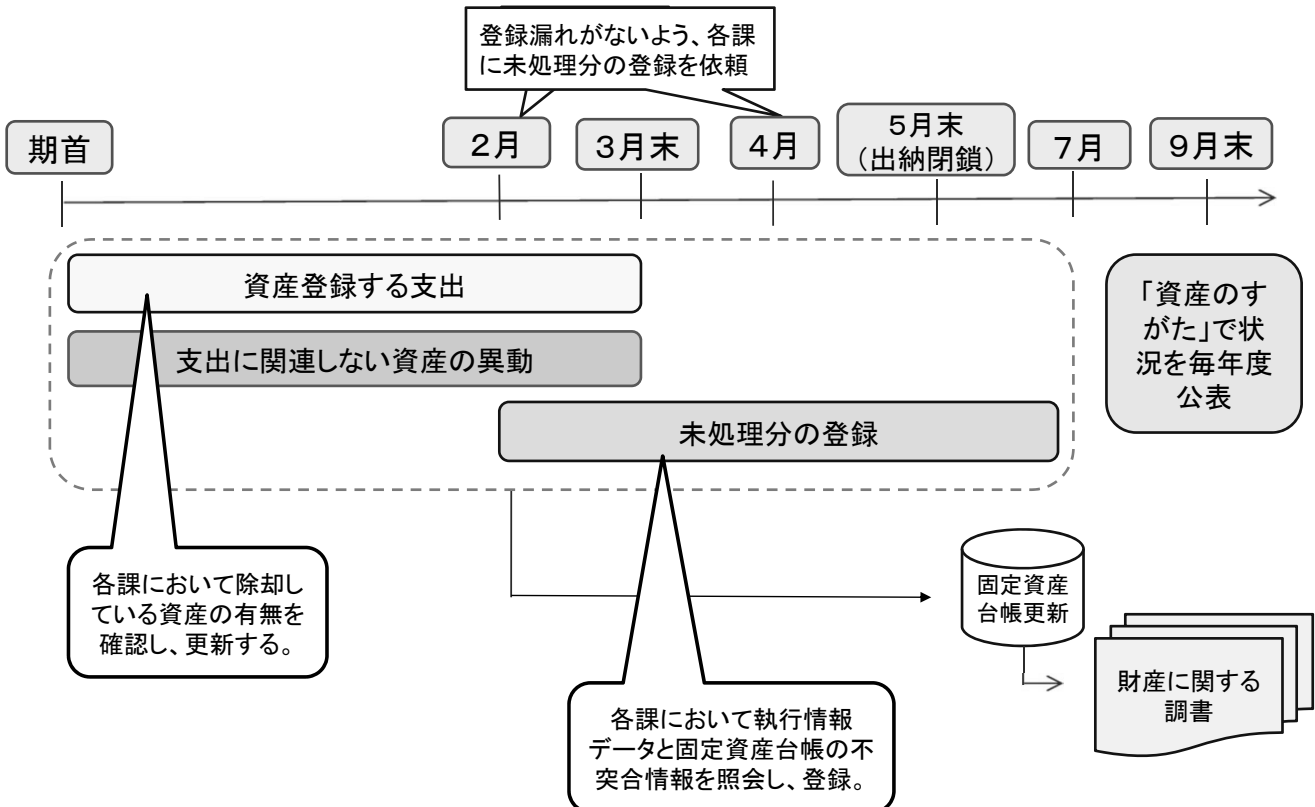 登録漏れがないよう、各課
に未処理分の登録を依頼
期首
2月
3月末
4月
5月末
(出納閉鎖)
7月
9月末
資産登録する支出
支出に関連しない資産の異動
未処理分の登録
「資産のす
がた」で状
況を毎年度
公表
各課において除却し
ている資産の有無を
確認し、更新する。
固定資産
台帳更新
財産に関する
調書
各課において執行情報
データと固定資産台帳の不
突合情報を照会し、登録。